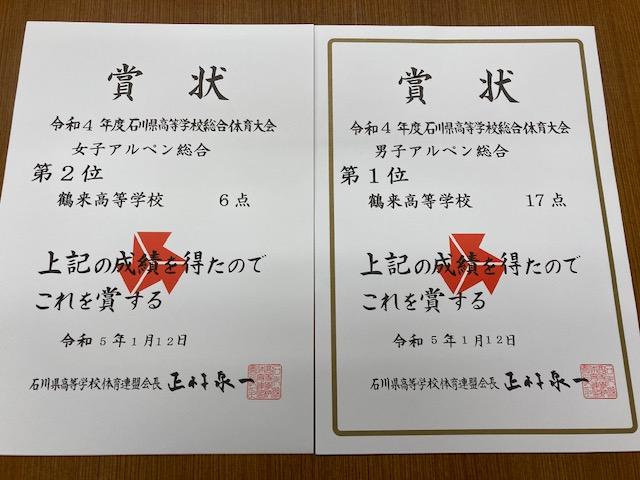 賞 状
令和4年度石川県高等学校総合体育大会
女子アルペン総合
第2位
鶴来高等学校 6点
上記の成績を得たので
これを賞する
令和5年1月12日
石川県高等学校体育連盟会長
賞 状
令和4年度石川県高等学校総合体育大会
男子アルペン総合
第1位
鶴来高等学校 17点
上記の成績を得たので
これを賞する
令和5年1月12日
石川県高等学校体育連盟会長